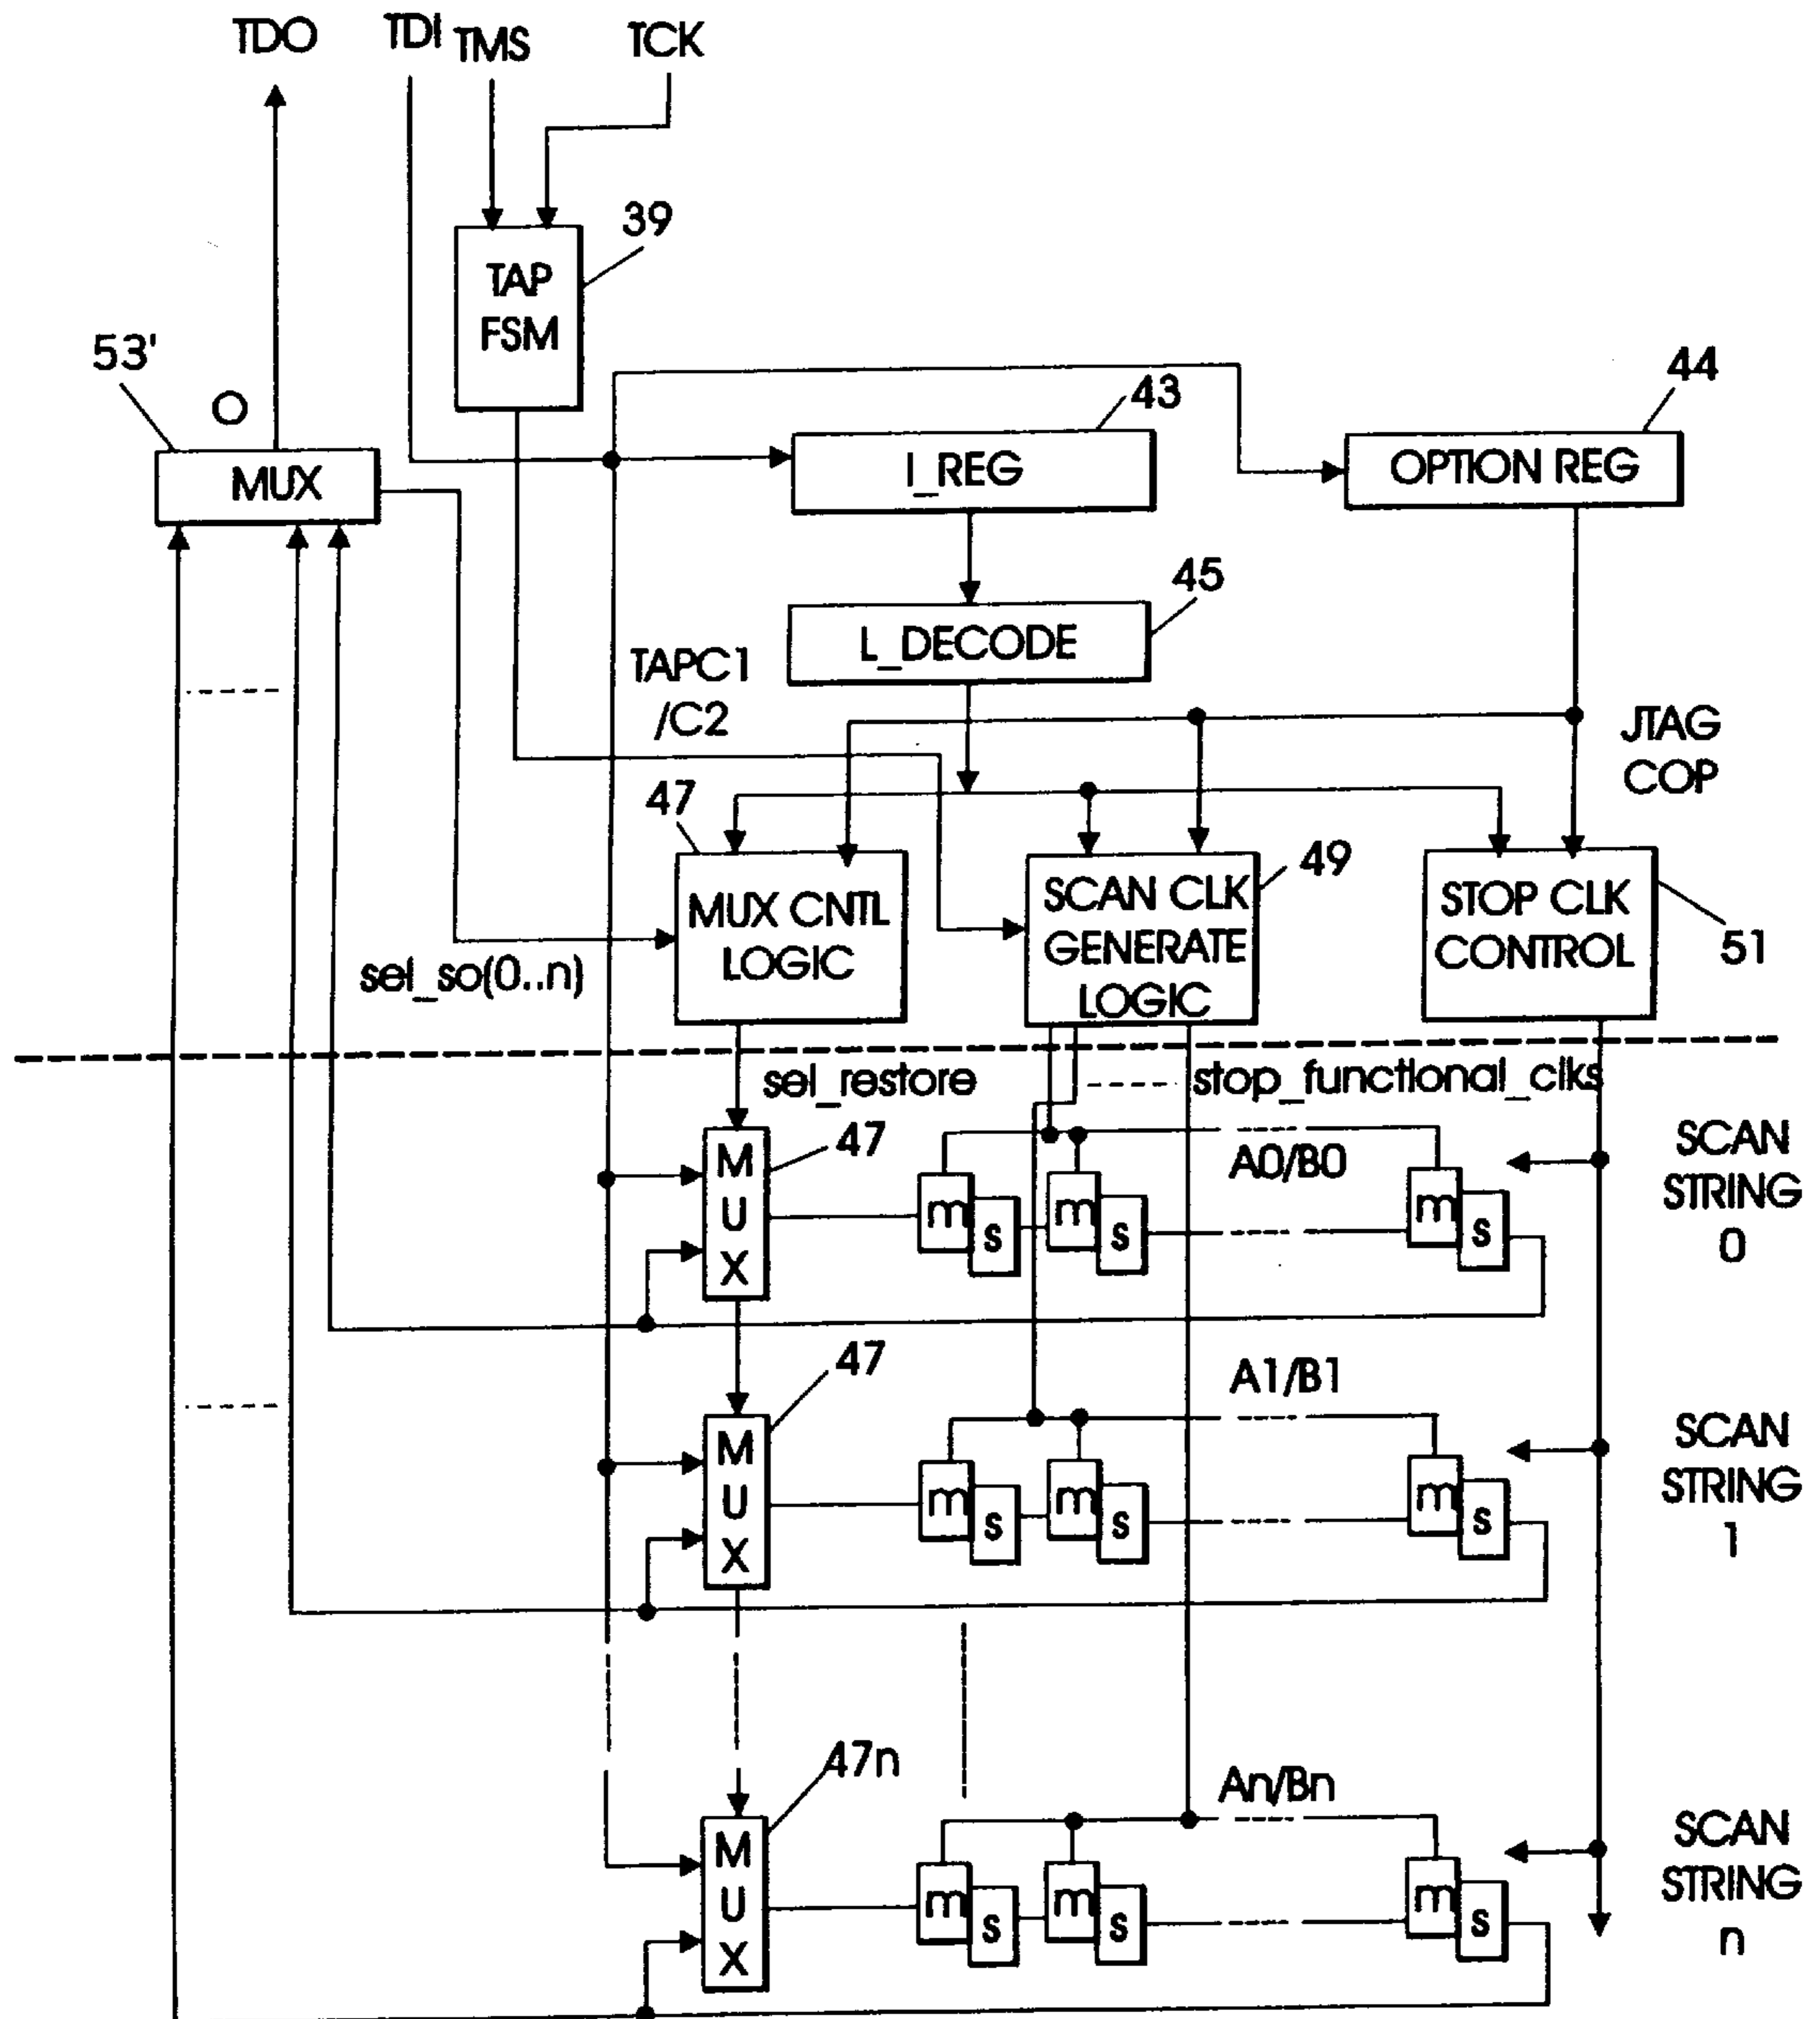 TDO
TDI
TMS
TCK
39
TAP
FSM
53'
O
MUX
43
I_REG
44
OPTION REG
45
L_DECODE
TAPC1
/C2
JTAG
COP
47
MUX CNTL
LOGIC
49
SCAN CLK
GENERATE
LOGIC
STOP CLK
CONTROL
51
sel_so(0..n)
sel_restore
stop_functional_clks
47
M
U
X
m
s
m
s
A0/B0
m
s
SCAN
STRING
0
47
M
U
X
m
s
m
s
A1/B1
m
s
SCAN
STRING
1
47n
M
U
X
m
s
m
s
An/Bn
m
s
SCAN
STRING
n